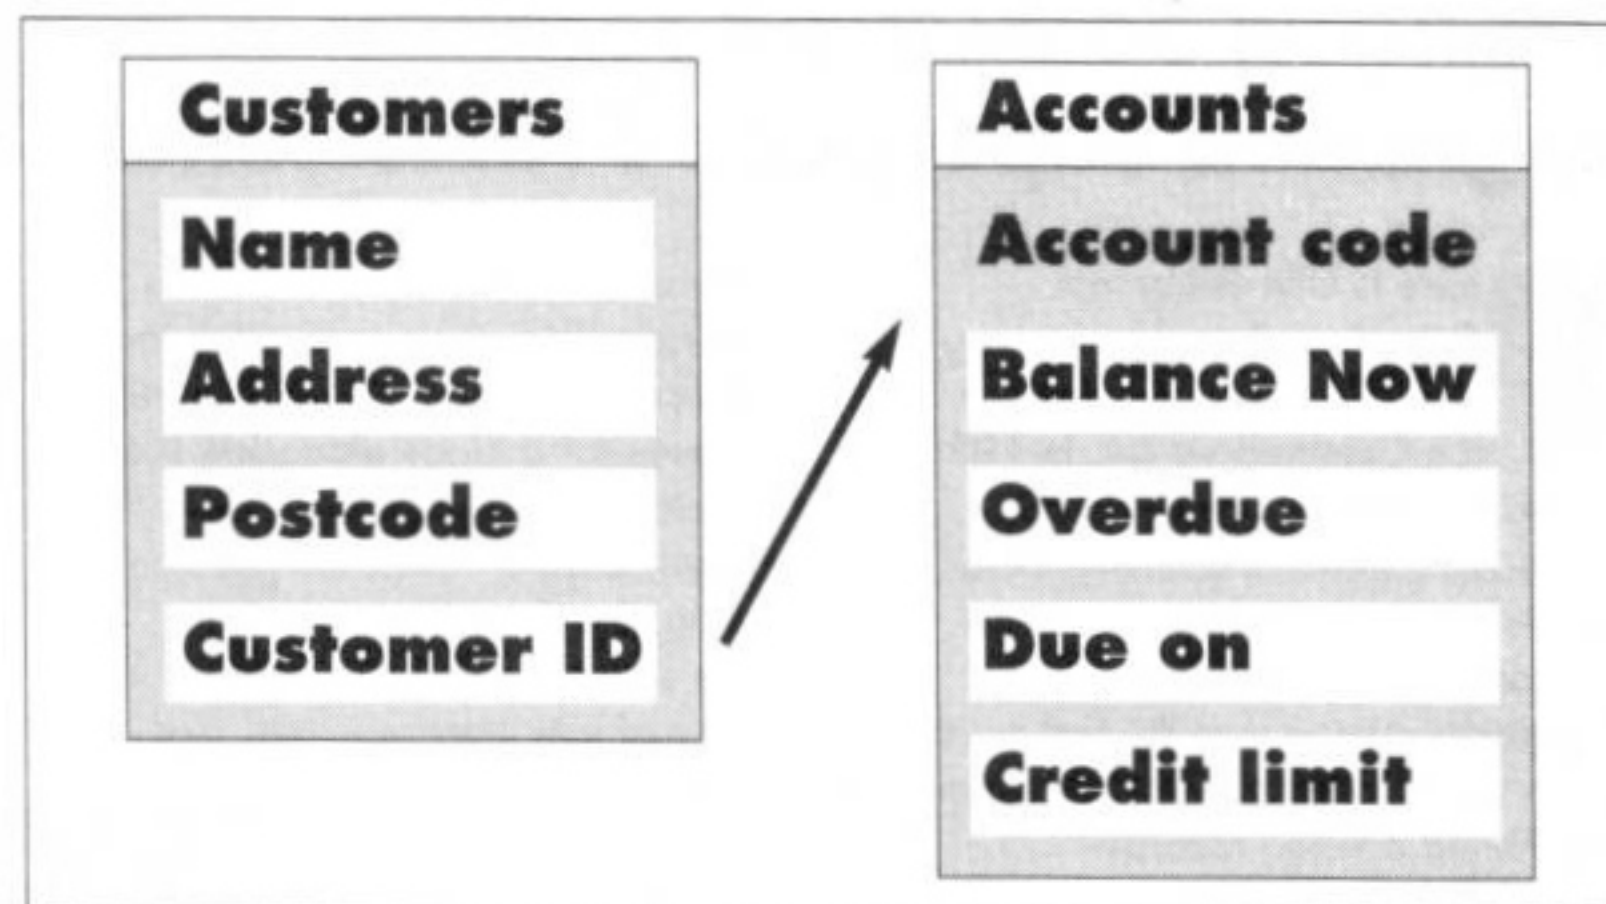 Customers
Name
Address
Postcode
Customer ID
Accounts
Account code
Balance Now
Overdue
Due on
Credit limit